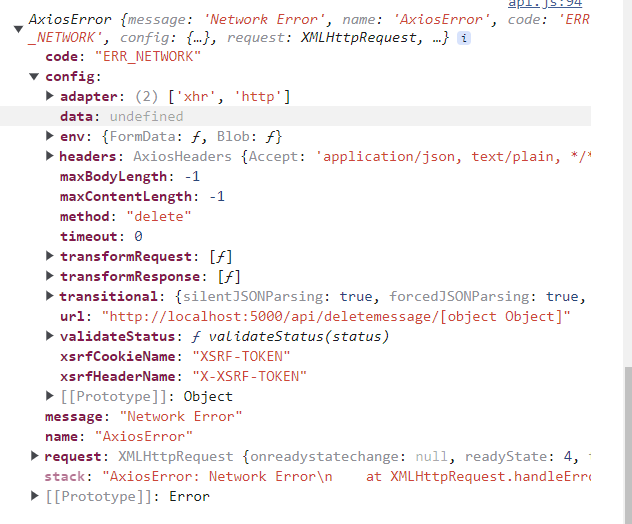 api.js:94
AxiosError {message: 'Network Error', name: 'AxiosError', code: 'ERR
_NETWORK', config: {…}, request: XMLHttpRequest, …} i
code: "ERR_NETWORK"
config:
adapter: (2) ['xhr', 'http']
data: undefined
env: {FormData: ƒ, Blob: ƒ}
headers: AxiosHeaders {Accept: 'application/json, text/plain, */*
maxBodyLength: -1
maxContentLength: -1
method: "delete"
timeout: 0
transformRequest: [ƒ]
transformResponse: [ƒ]
transitional: {silentJSONParsing: true, forcedJSONParsing: true,
url: "http://localhost:5000/api/deletemessage/[object Object]"
validateStatus: ƒ validateStatus(status)
xsrfCookieName: "XSRF-TOKEN"
xsrfHeaderName: "X-XSRF-TOKEN"
[[Prototype]]: Object
message: "Network Error"
name: "AxiosError"
request: XMLHttpRequest {onreadystatechange: null, readyState: 4,
stack: "AxiosError: Network Error\n    at XMLHttpRequest.handleErro
[[Prototype]]: Error